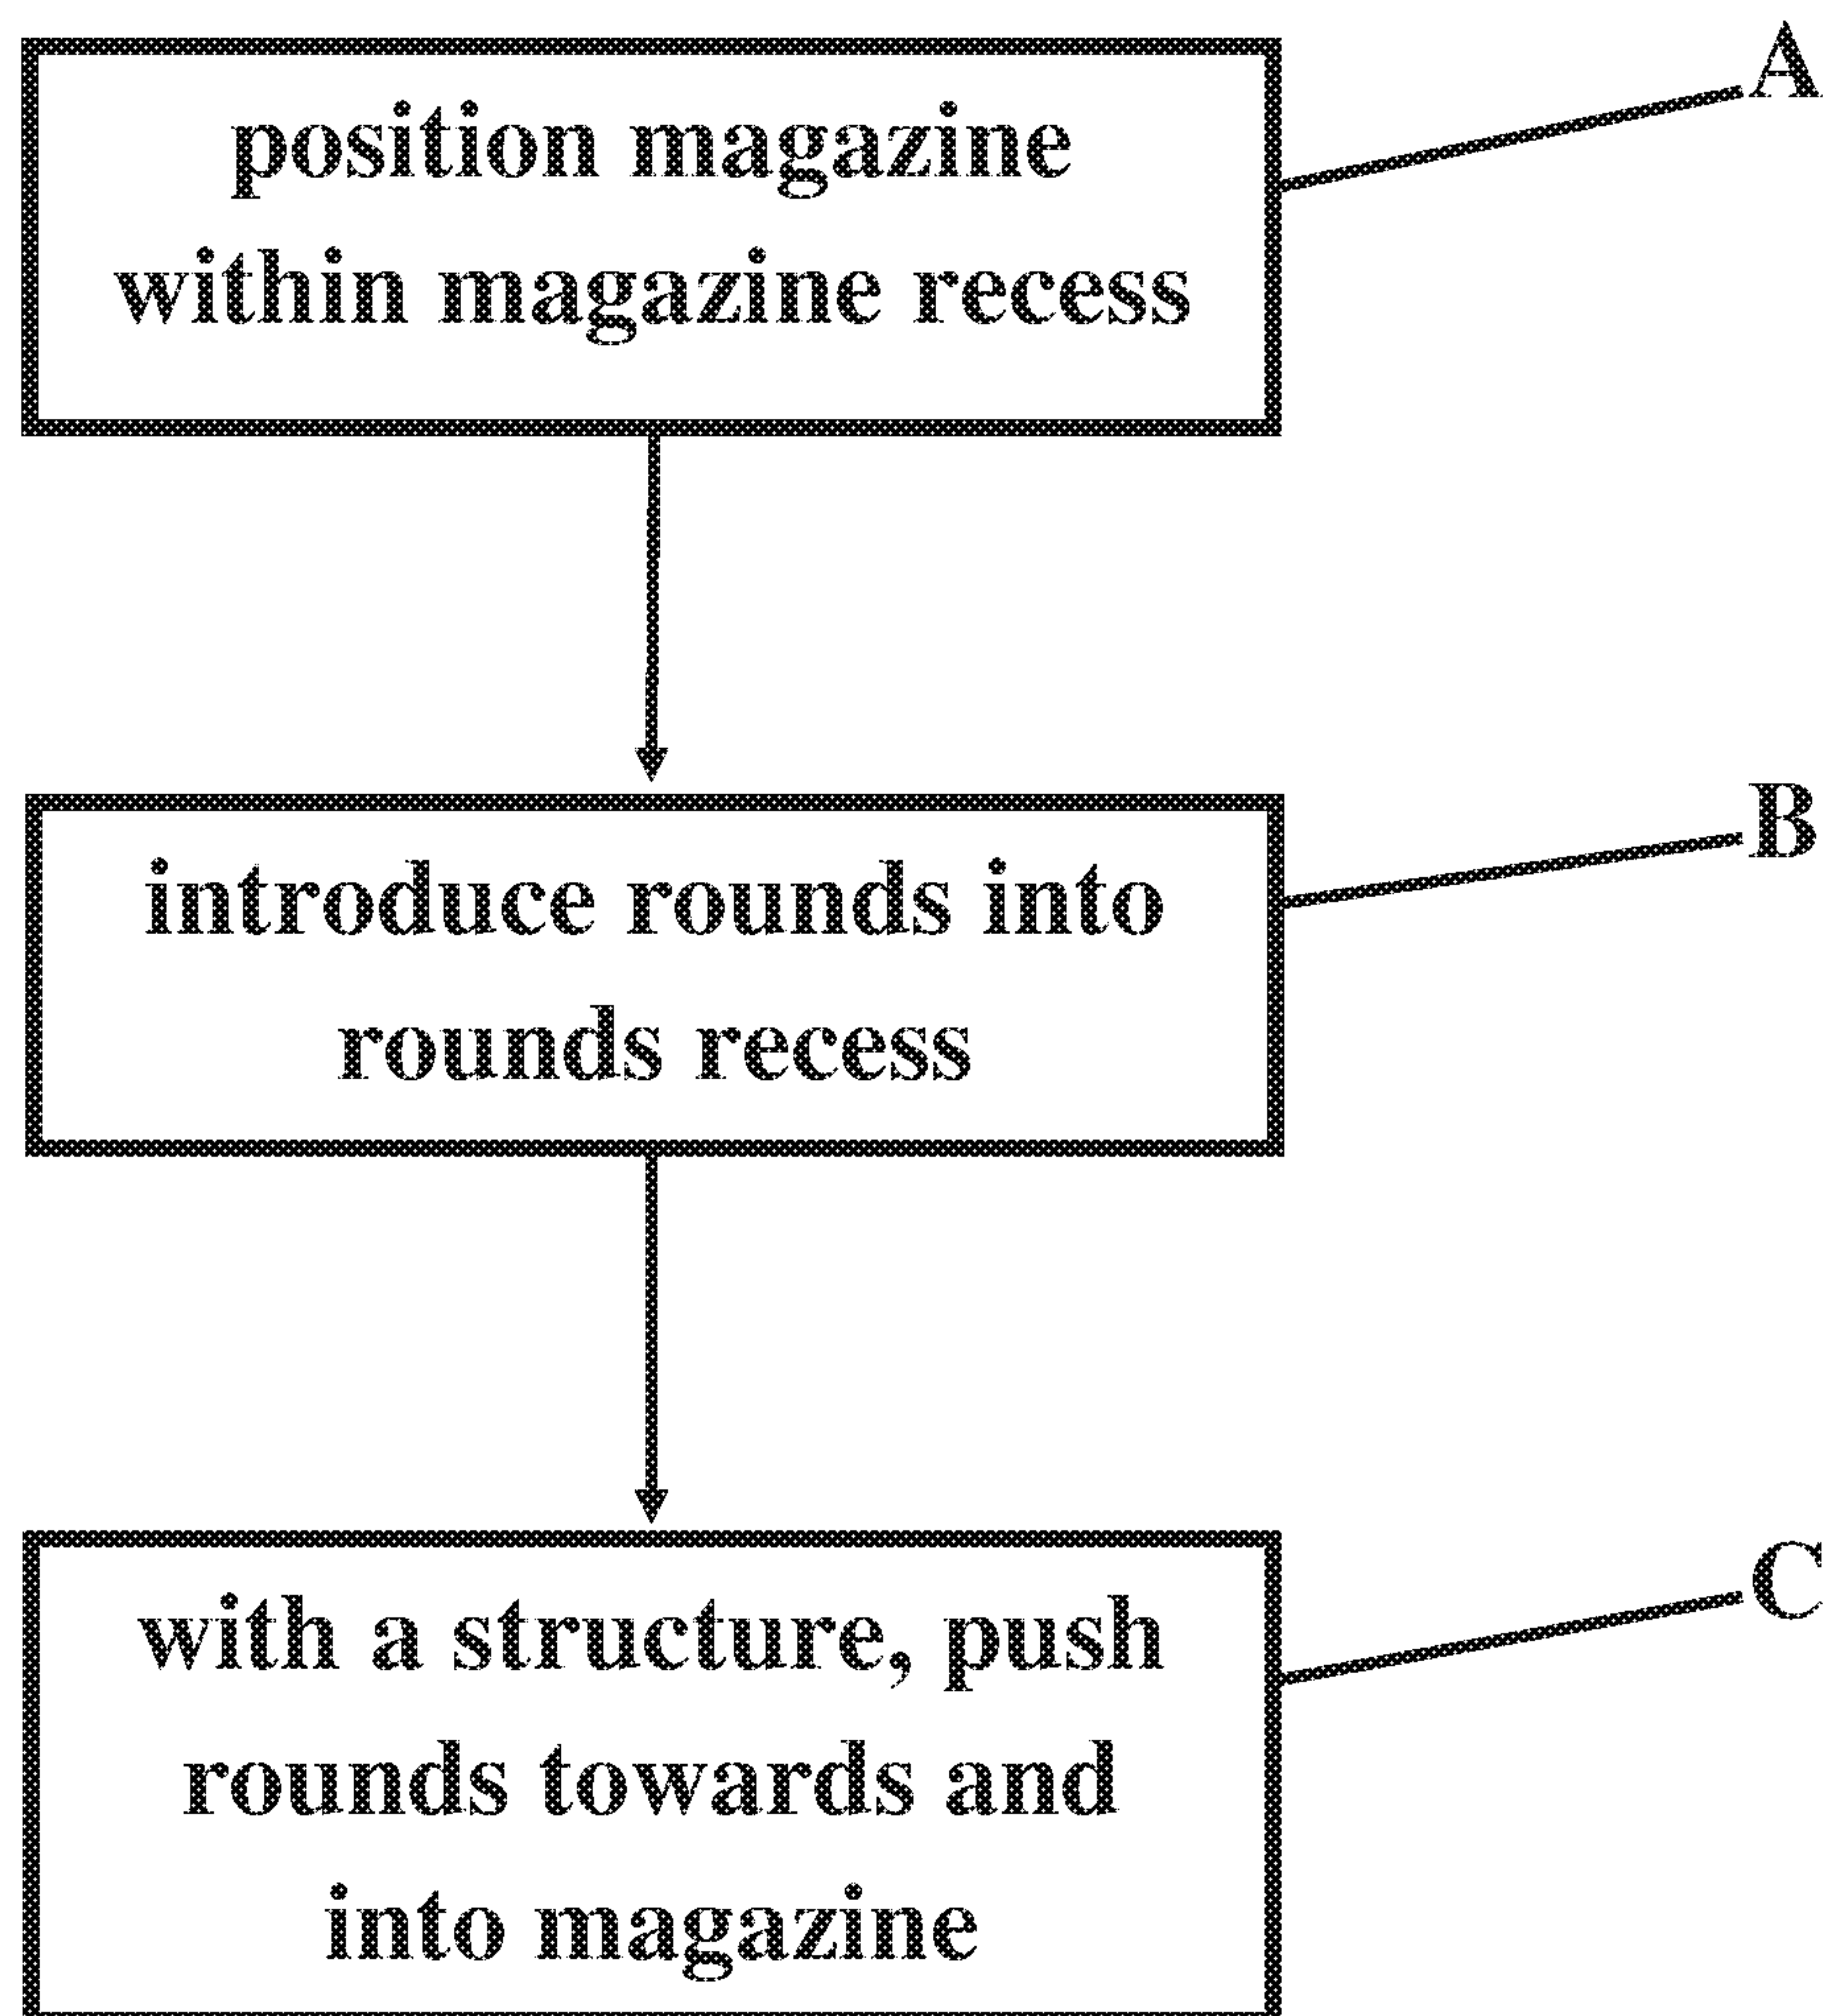 A
position magazine
within magazine recess
B
introduce rounds into
rounds recess
C
with a structure, push
rounds towards and
into magazine